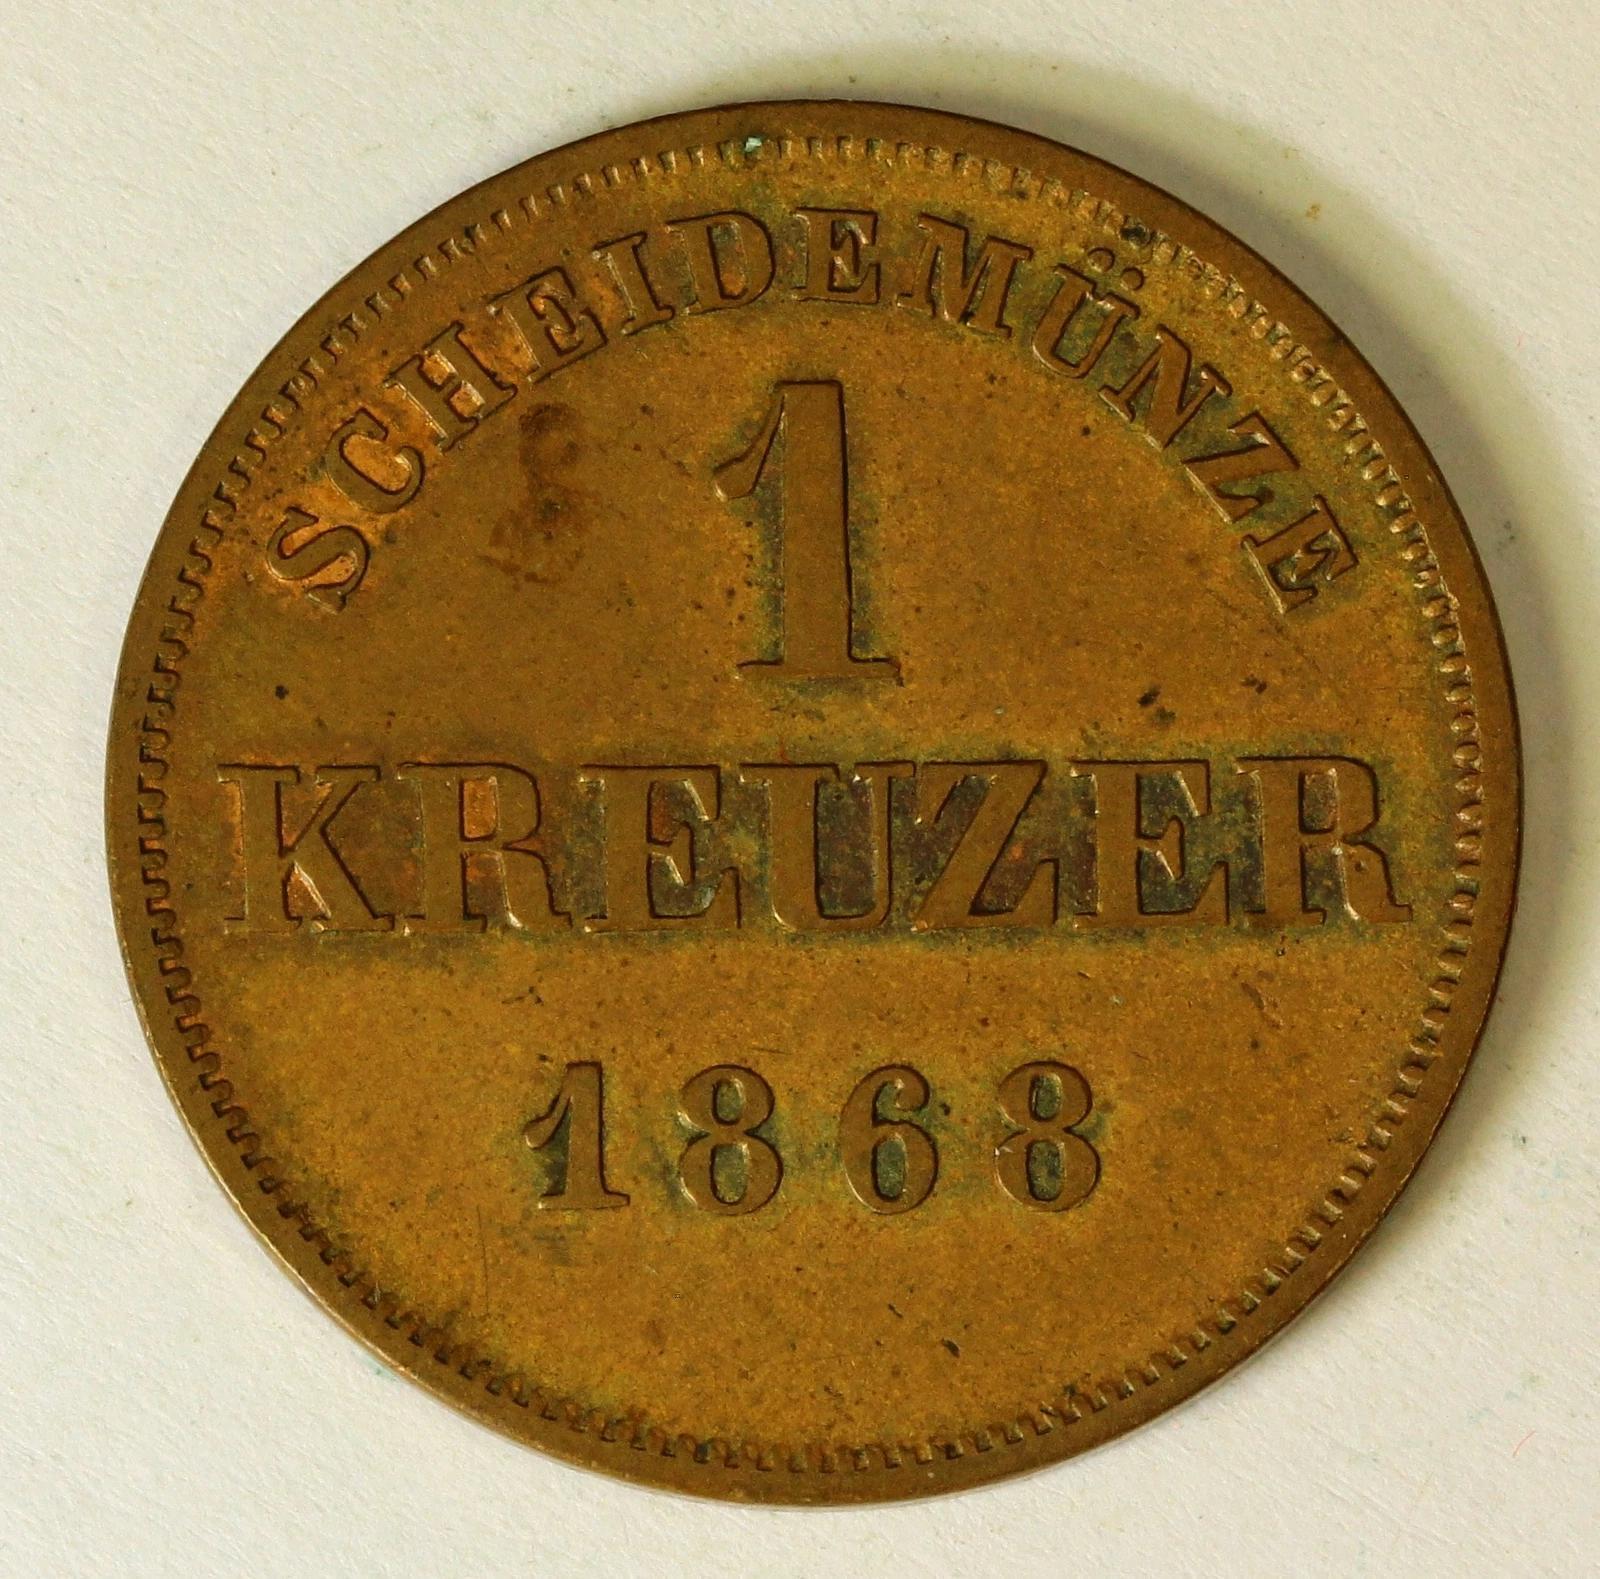 SCHEIDEMÜNZE
1
KREUZER
1868